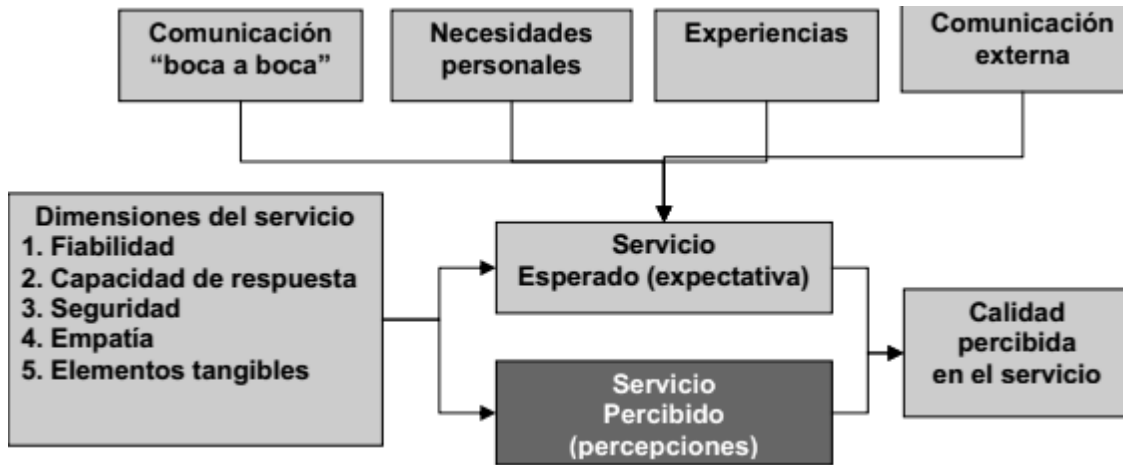 Comunicación
“boca a boca”
Necesidades
personales
Experiencias
Comunicación
externa
Dimensiones del servicio
1. Fiabilidad
2. Capacidad de respuesta
3. Seguridad
4. Empatía
5. Elementos tangibles
Servicio
Esperado (expectativa)
Servicio
Percibido
(percepciones)
Calidad
percibida
en el servicio